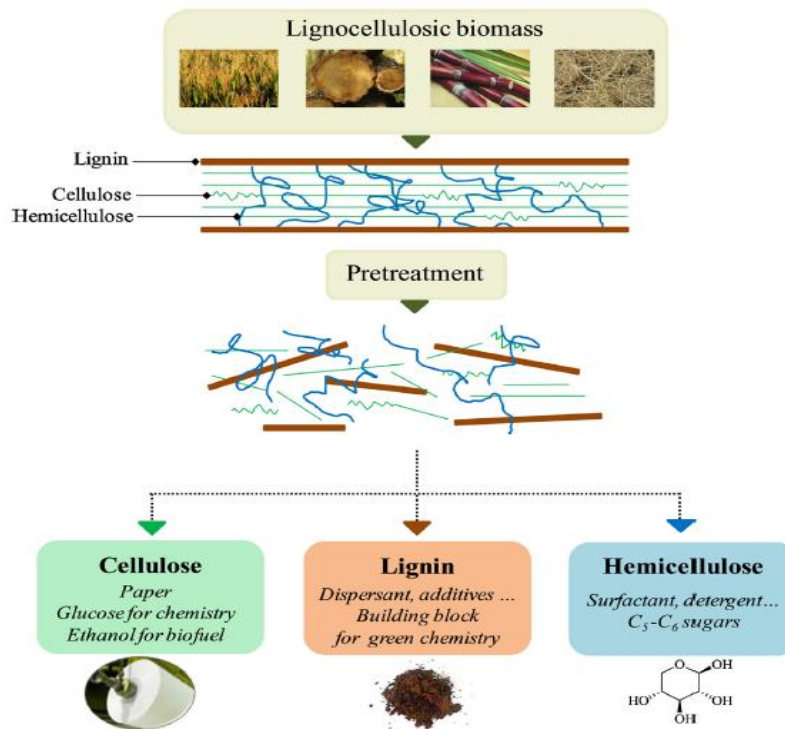 Lignocellulosic biomass
Lignin
Cellulose
Hemicellulose
Pretreatment
Cellulose
Paper
Glucose for chemistry
Ethanol for biofuel
Lignin
Dispersant, additives ...
Building block
for green chemistry
Hemicellulose
Surfactant, detergent...
C₅-C₆ sugars
O
OH
HO
OH
OH